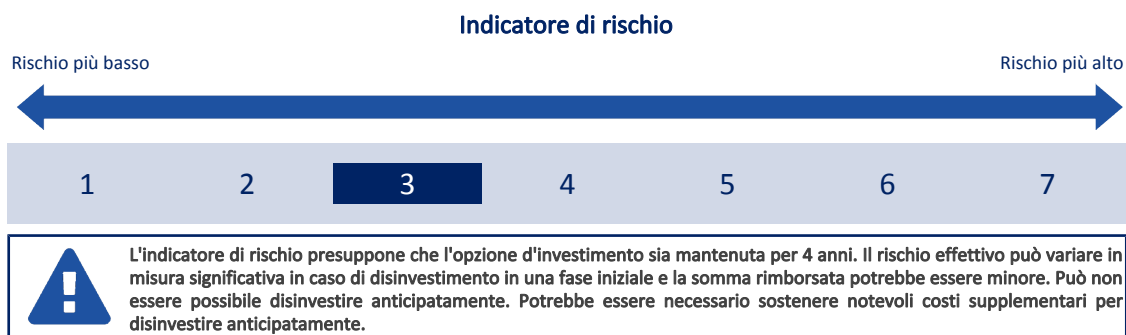 Indicatore di rischio
Rischio più basso
Rischio più alto
1 2 3 4 5 6 7
L'indicatore di rischio presuppone che l'opzione d'investimento sia mantenuta per 4 anni. Il rischio effettivo può variare in
misura significativa in caso di disinvestimento in una fase iniziale e la somma rimborsata potrebbe essere minore. Può non
essere possibile disinvestire anticipatamente. Potrebbe essere necessario sostenere notevoli costi supplementari per
disinvestire anticipatamente.